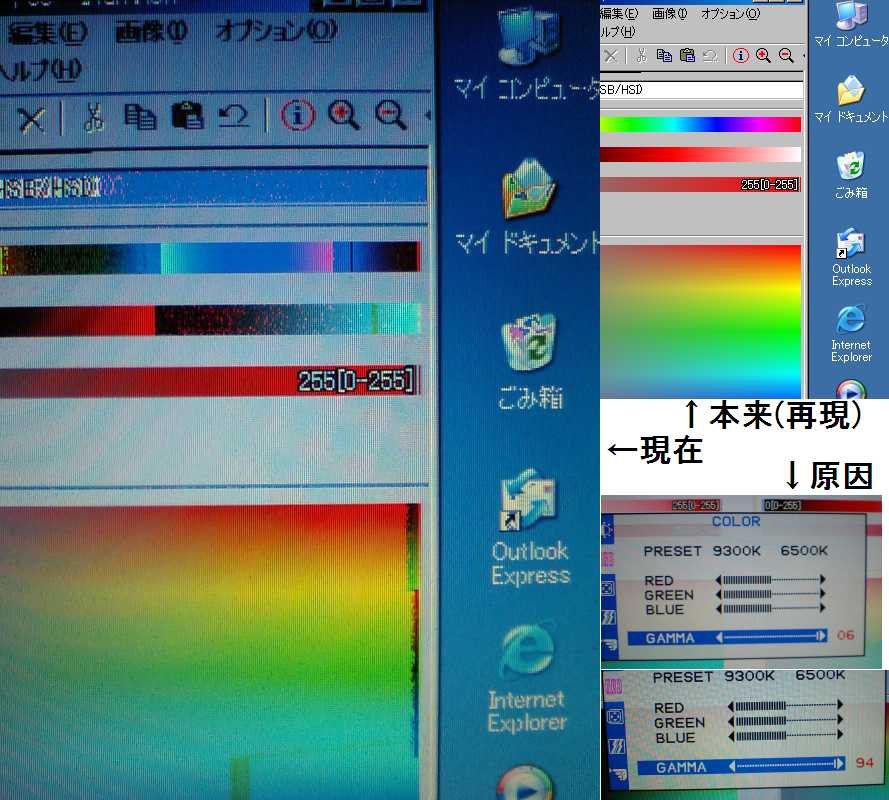 編集(E) 画像(I) オプション(O)
ヘルプ(H)
255[0-255]
マイ コンピュータ
マイ ドキュメント
ごみ箱
Outlook
Express
Internet
Explorer
編集(E) 画像(I) オプション(O)
ルプ(H)
SB/HSI)
255[0-255]
マイ コンピュータ
マイ ドキュメント
ごみ箱
Outlook
Express
Internet
Explorer
↑本来(再現)
←現在
↓原因
255[0-255] 0[0-255]
COLOR
PRESET 9300K 6500K
RED
GREEN
BLUE
GAMMA 06
PRESET 9300K 6500K
RED
GREEN
BLUE
GAMMA 94